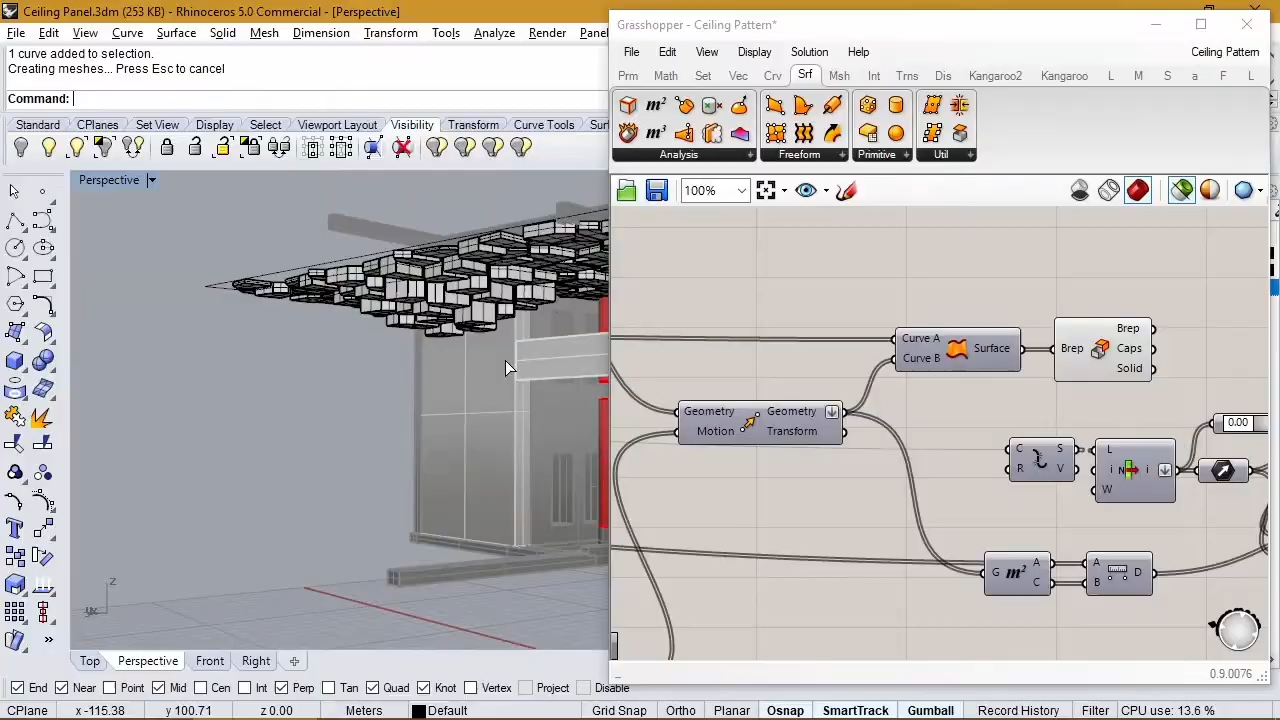 Ceiling Panel.3dm (253 KB) - Rhinoceros 5.0 Commercial - [Perspective]
File Edit View Curve Surface Solid Mesh Dimension Transform Tools Analyze Render
1 curve added to selection.
Creating meshes... Press Esc to cancel
Command:
Standard CPlanes Set View Display Select Viewport Layout Visibility Transform Curve Tools
Perspective
z
Top Perspective Front Right
End Near Point Mid Cen Int Perp Tan Quad Knot Vertex Project Disable
CPlane x -115.38 y 100.71 z 0.00 Meters Default Grid Snap Ortho Planar Osnap SmartTrack Gumball Record History Filter CPU use: 13.6 %
Grasshopper - Ceiling Pattern*
File Edit View Display Solution Help Ceiling Pattern
Prm Math Set Vec Crv Srf Msh Int Trns Dis Kangaroo2 Kangaroo L M S a F L
m² m³
Analysis Freeform Primitive Util
100%
Curve A
Curve B
Surface
Brep
Brep
Caps
Solid
Geometry
Motion
Geometry
Transform
C
R
S
V
L
i
W
N
i
0.00
G
m²
A
C
A
B
D
0.9.0076